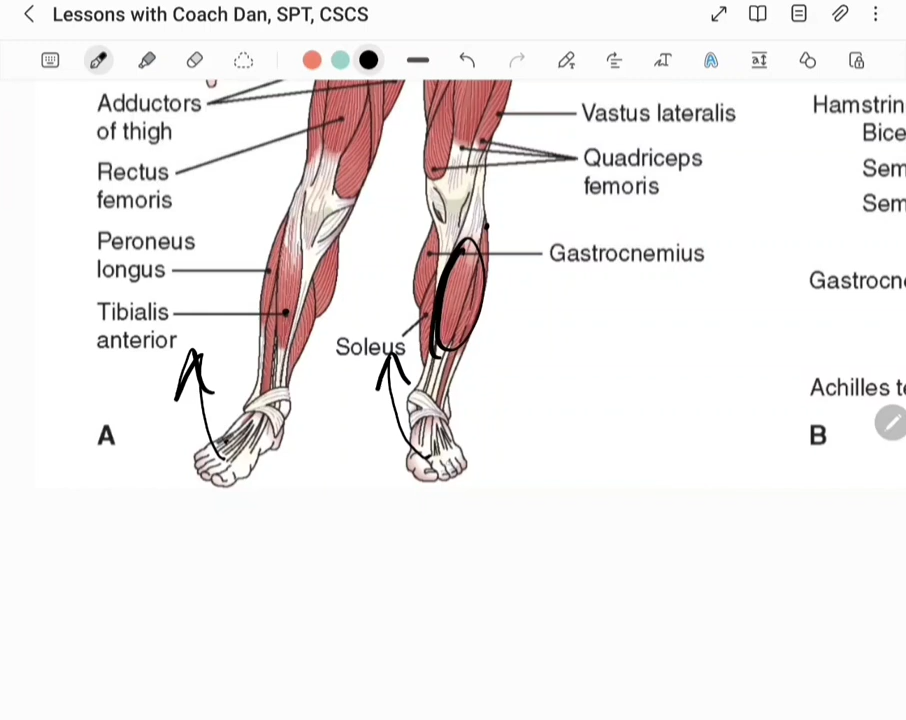 Lessons with Coach Dan, SPT, CSCS
Adductors
of thigh
Rectus
femoris
Peroneus
longus
Tibialis
anterior
Soleus
A
Vastus lateralis
Quadriceps
femoris
Gastrocnemius
Hamstrin
Bice
Sem
Sem
Gastrocn
Achilles t
B